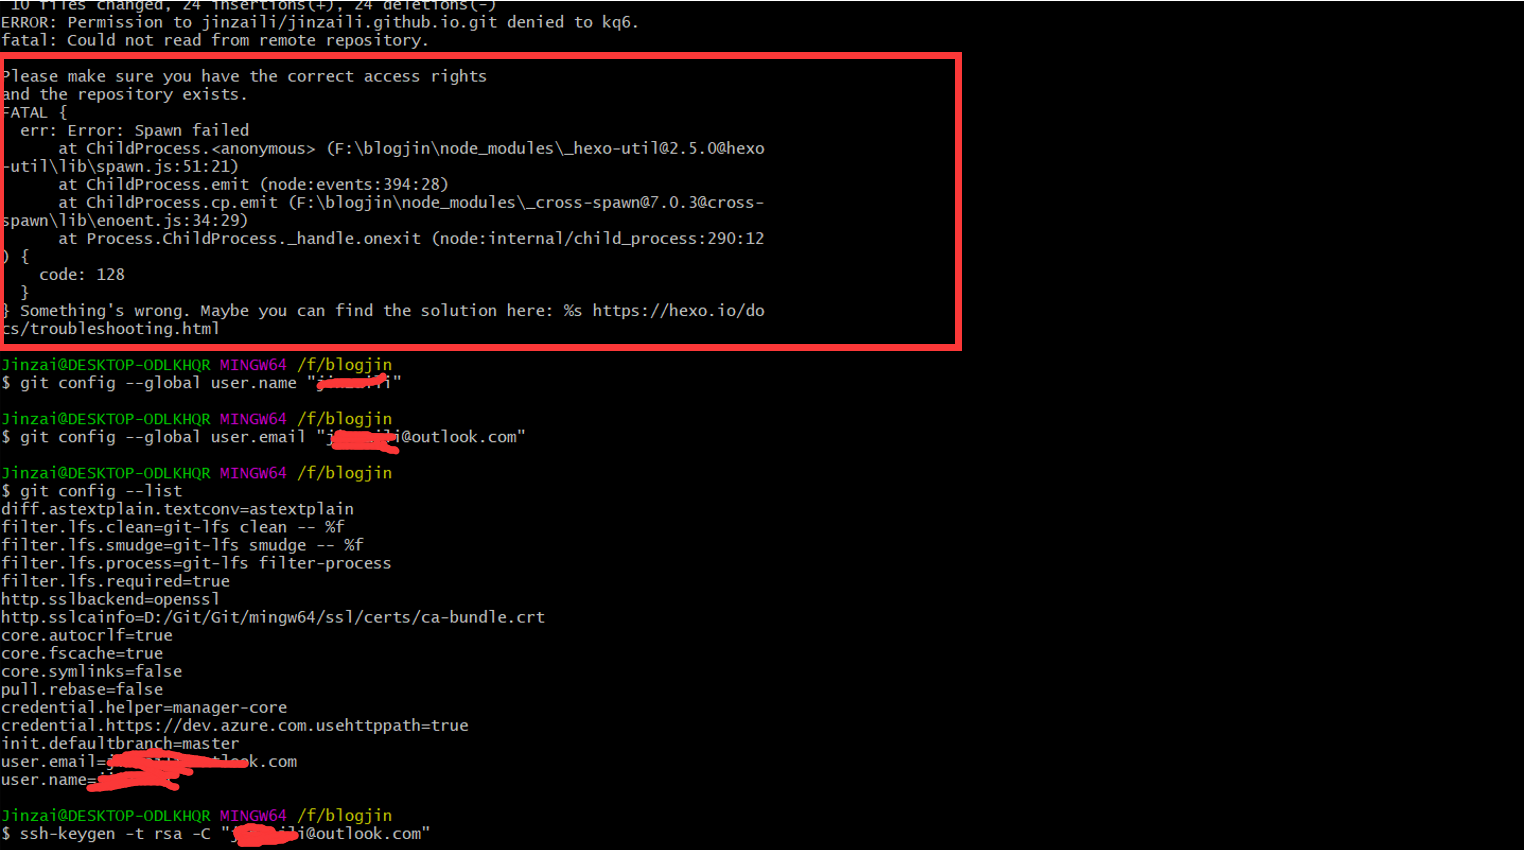 10 files changed, 24 insertions(+), 24 deletions(-)
ERROR: Permission to jinzaili/jinzaili.github.io.git denied to kq6.
fatal: Could not read from remote repository.
Please make sure you have the correct access rights
and the repository exists.
FATAL {
err: Error: Spawn failed
at ChildProcess.<anonymous> (F:\blogjin\node_modules\_hexo-util@2.5.0@hexo
-util\lib\spawn.js:51:21)
at ChildProcess.emit (node:events:394:28)
at ChildProcess.cp.emit (F:\blogjin\node_modules\_cross-spawn@7.0.3@cross-
spawn\lib\enoent.js:34:29)
at Process.ChildProcess._handle.onexit (node:internal/child_process:290:12
) {
code: 128
}
} Something's wrong. Maybe you can find the solution here: %s https://hexo.io/do
cs/troubleshooting.html
Jinzai@DESKTOP-ODLKHQR MINGW64 /f/blogjin
$ git config --global user.name "
Jinzai@DESKTOP-ODLKHQR MINGW64 /f/blogjin
$ git config --global user.email "@outlook.com"
Jinzai@DESKTOP-ODLKHQR MINGW64 /f/blogjin
$ git config --list
diff.astextplain.textconv=astextplain
filter.lfs.clean=git-lfs clean -- %f
filter.lfs.smudge=git-lfs smudge -- %f
filter.lfs.process=git-lfs filter-process
filter.lfs.required=true
http.sslbackend=openssl
http.sslcainfo=D:/Git/Git/mingw64/ssl/certs/ca-bundle.crt
core.autocrlf=true
core.fscache=true
core.symlinks=false
pull.rebase=false
credential.helper=manager-core
credential.https://dev.azure.com.usehttppath=true
init.defaultbranch=master
user.email=k.com
user.name=
Jinzai@DESKTOP-ODLKHQR MINGW64 /f/blogjin
$ ssh-keygen -t rsa -C "@outlook.com"